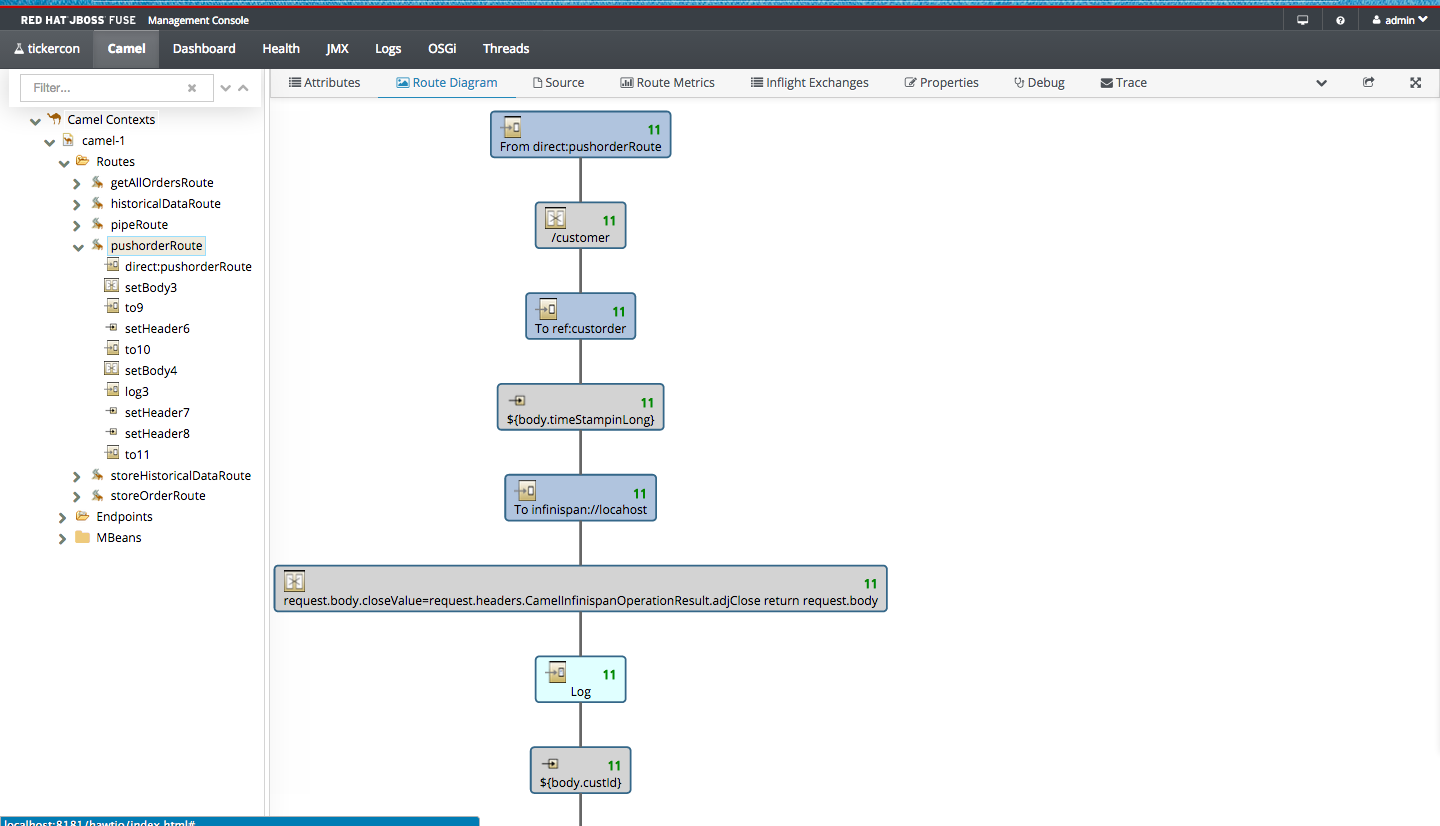 RED HAT JBOSS FUSE Management Console
admin
tickercon Camel Dashboard Health JMX Logs OSGi Threads
Filter...
Attributes Route Diagram Source Route Metrics Inflight Exchanges Properties Debug Trace
Camel Contexts
camel-1
Routes
getAllOrdersRoute
historicalDataRoute
pipeRoute
pushorderRoute
direct:pushorderRoute
setBody3
to9
setHeader6
to10
setBody4
log3
setHeader7
setHeader8
to11
storeHistoricalDataRoute
storeOrderRoute
Endpoints
MBeans
11
From direct:pushorderRoute
11
/customer
11
To ref:custorder
11
${body.timeStampinLong}
11
To infinispan://locahost
11
request.body.closeValue=request.headers.CamelInfinispanOperationResult.adjClose return request.body
11
Log
11
${body.custId}
localhost:8181/hawtio/index.html#